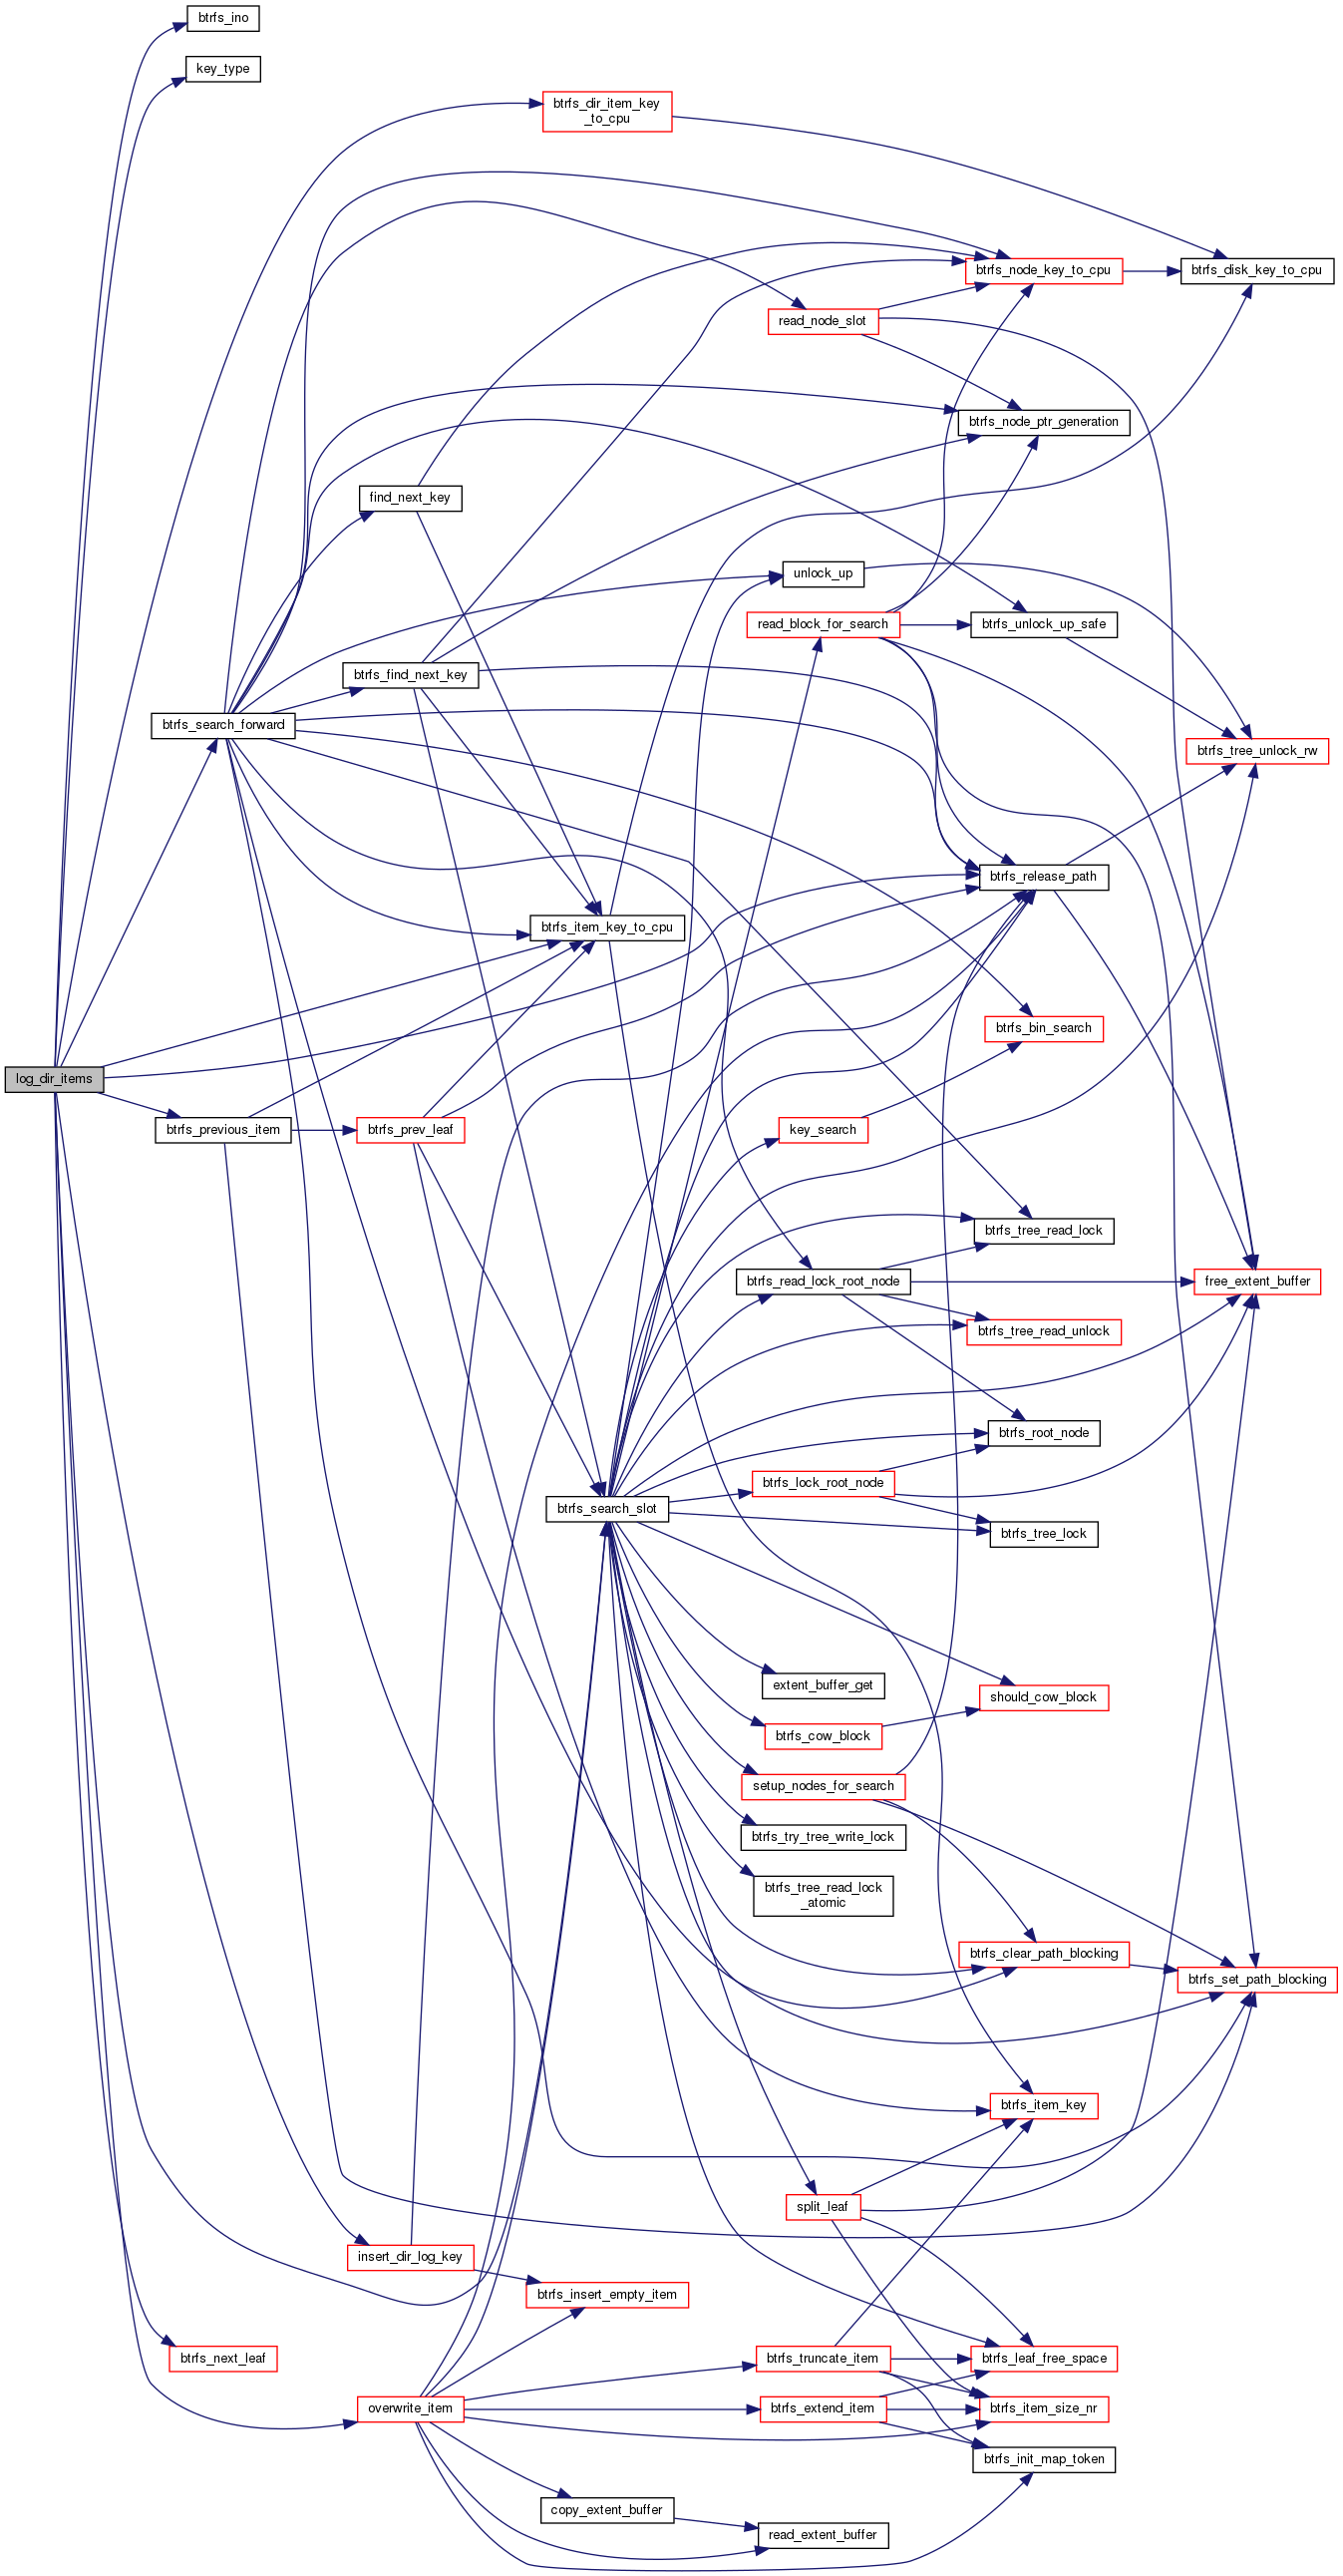 btrfs_ino
key_type
btrfs_dir_item_key
_to_cpu
btrfs_node_key_to_cpu
btrfs_disk_key_to_cpu
read_node_slot
btrfs_node_ptr_generation
find_next_key
unlock_up
read_block_for_search
btrfs_unlock_up_safe
btrfs_find_next_key
btrfs_search_forward
btrfs_tree_unlock_rw
btrfs_release_path
btrfs_item_key_to_cpu
btrfs_bin_search
log_dir_items
btrfs_previous_item
btrfs_prev_leaf
key_search
btrfs_tree_read_lock
btrfs_read_lock_root_node
free_extent_buffer
btrfs_tree_read_unlock
btrfs_root_node
btrfs_lock_root_node
btrfs_search_slot
btrfs_tree_lock
extent_buffer_get
should_cow_block
btrfs_cow_block
setup_nodes_for_search
btrfs_try_tree_write_lock
btrfs_tree_read_lock
_atomic
btrfs_clear_path_blocking
btrfs_set_path_blocking
btrfs_item_key
split_leaf
insert_dir_log_key
btrfs_insert_empty_item
btrfs_next_leaf
btrfs_truncate_item
btrfs_leaf_free_space
overwrite_item
btrfs_extend_item
btrfs_item_size_nr
btrfs_init_map_token
copy_extent_buffer
read_extent_buffer